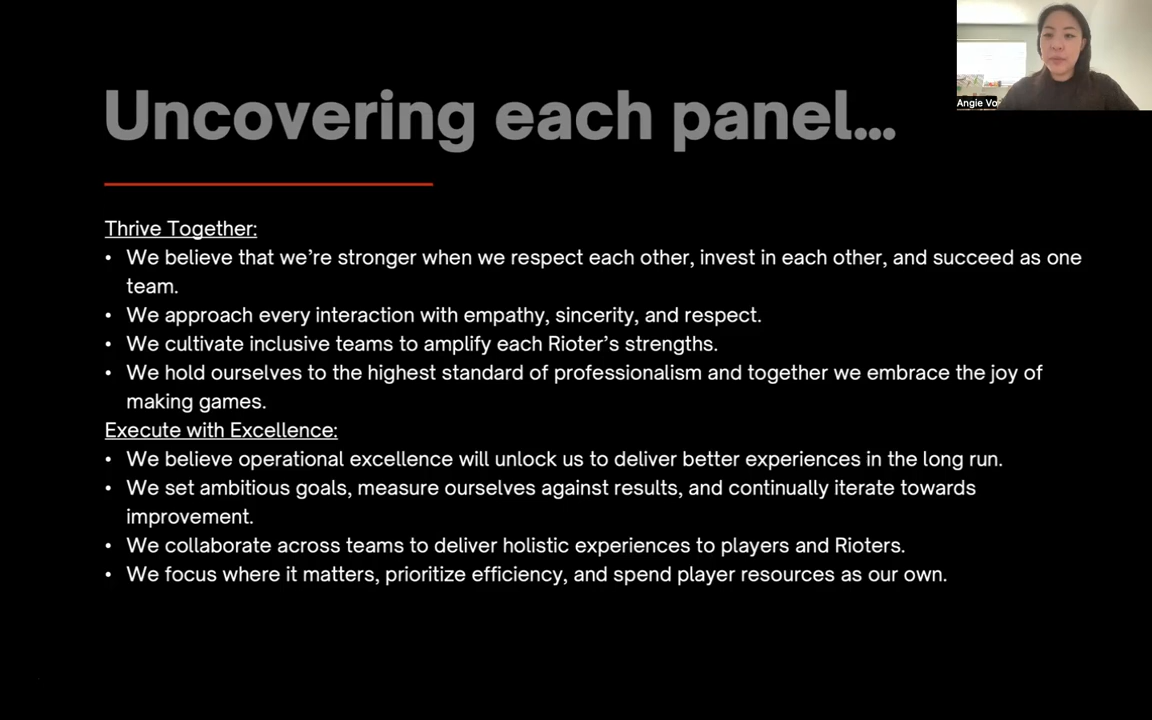 Uncovering each panel...
Angie Vo
Thrive Together:
• We believe that we're stronger when we respect each other, invest in each other, and succeed as one
team.
• We approach every interaction with empathy, sincerity, and respect.
• We cultivate inclusive teams to amplify each Rioter's strengths.
• We hold ourselves to the highest standard of professionalism and together we embrace the joy of
making games.
Execute with Excellence:
• We believe operational excellence will unlock us to deliver better experiences in the long run.
• We set ambitious goals, measure ourselves against results, and continually iterate towards
improvement.
• We collaborate across teams to deliver holistic experiences to players and Rioters.
• We focus where it matters, prioritize efficiency, and spend player resources as our own.